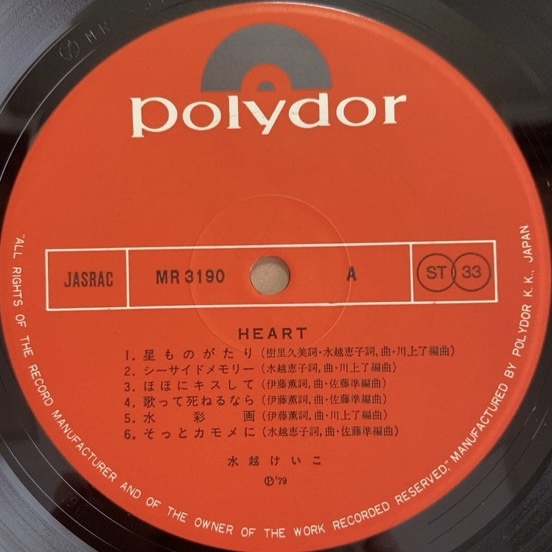 polydor
JASRAC MR 3190 A ST 33
HEART
1. 星ものがたり (樹里久美詞・水越恵子詞, 曲・川上了編曲)
2. シーサイドメモリー (水越恵子詞, 曲・川上了編曲)
3. ほほにキスして (伊藤薫詞, 曲・佐藤準編曲)
4. 歌って死ねるなら (伊藤薫詞, 曲・佐藤準編曲)
5. 水彩画 (伊藤薫詞, 曲・川上了編曲)
6. そっとカモメに (水越恵子詞, 曲・佐藤準編曲)
水越けいこ
Ⓟ'79
"ALL RIGHTS OF THE RECORD MANUFACTURER AND OF THE OWNER OF THE WORK RECORDED RESERVED," MANUFACTURED BY POLYDOR K. K., JAPAN